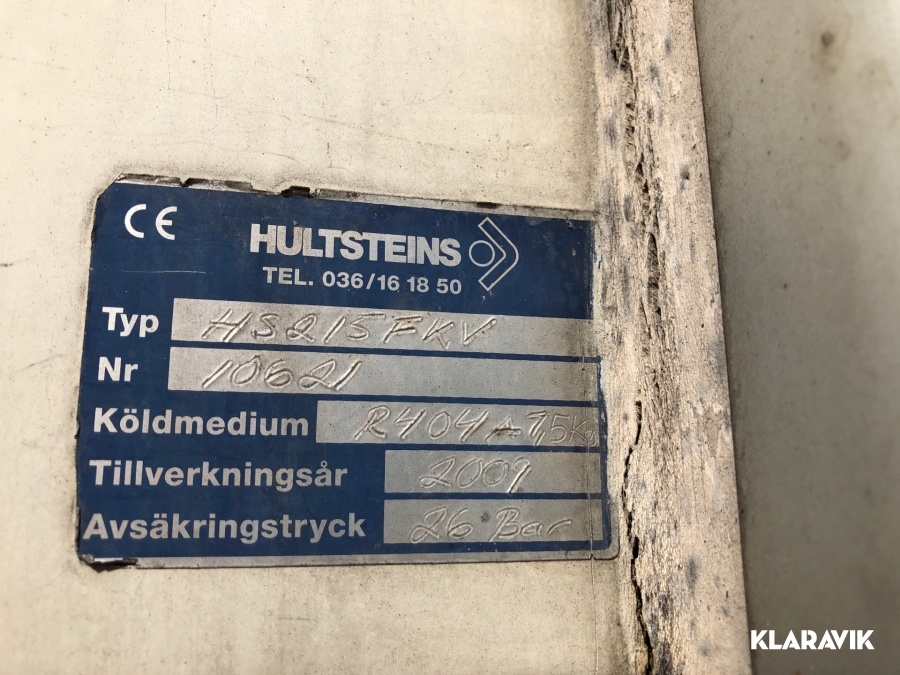 CE
HULTSTEINS
TEL. 036/16 18 50
Typ HS215FKV
Nr 10621
Köldmedium R404A 7,5Kg
Tillverkningsår 2009
Avsäkringstryck 26 Bar
KLARAVIK